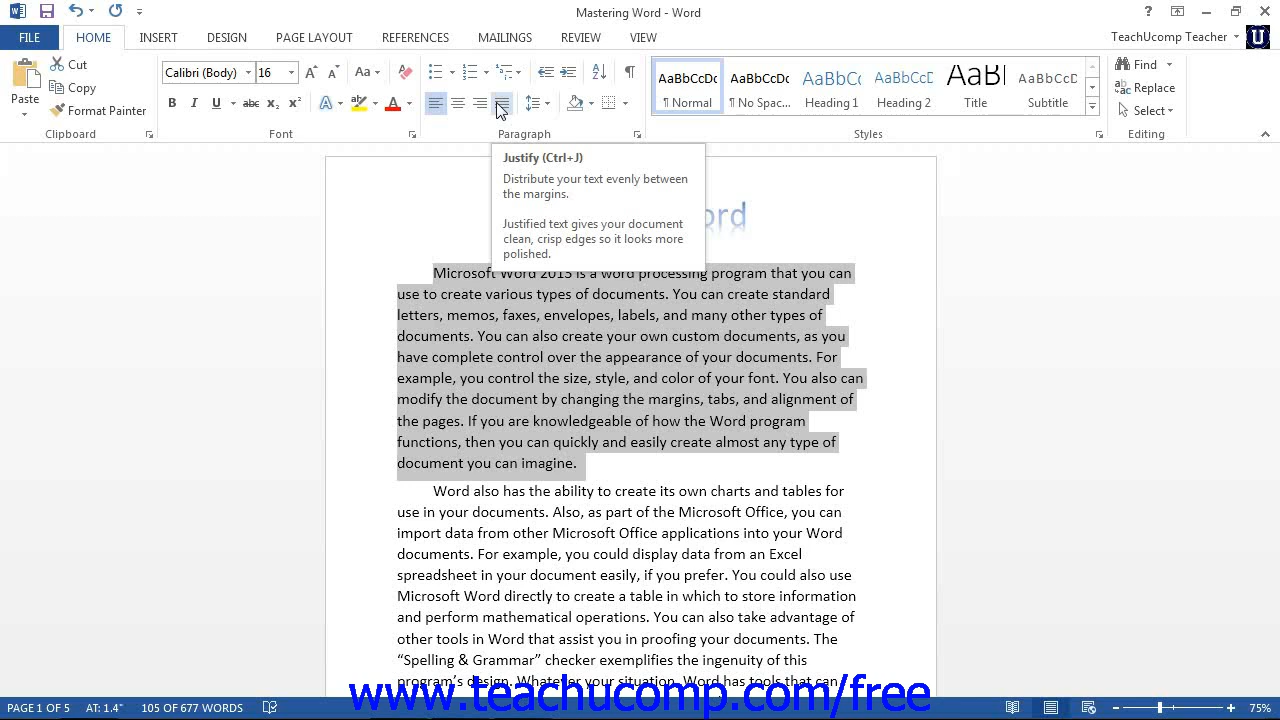 Mastering Word - Word
?
FILE
HOME
INSERT
DESIGN
PAGE LAYOUT
REFERENCES
MAILINGS
REVIEW
VIEW
TeachUcomp Teacher
U
Paste
Cut
Copy
Format Painter
Clipboard
Calibri (Body)
16
Aa
B I U abc x₂ x²
A
Font
Paragraph
AaBbCcDc
¶ Normal
AaBbCcDc
¶ No Spac...
AaBbCc
Heading 1
AaBbCcD
Heading 2
AaBl
Title
AaBbCcD
Subtitle
Styles
Find
Replace
Select
Editing
Justify (Ctrl+J)
Distribute your text evenly between
the margins.
Justified text gives your document
clean, crisp edges so it looks more
polished.
ord
Microsoft Word 2013 is a word processing program that you can
use to create various types of documents. You can create standard
letters, memos, faxes, envelopes, labels, and many other types of
documents. You can also create your own custom documents, as you
have complete control over the appearance of your documents. For
example, you control the size, style, and color of your font. You also can
modify the document by changing the margins, tabs, and alignment of
the pages. If you are knowledgeable of how the Word program
functions, then you can quickly and easily create almost any type of
document you can imagine.
Word also has the ability to create its own charts and tables for
use in your documents. Also, as part of the Microsoft Office, you can
import data from other Microsoft Office applications into your Word
documents. For example, you could display data from an Excel
spreadsheet in your document easily, if you prefer. You could also use
Microsoft Word directly to create a table in which to store information
and perform mathematical operations. You can also take advantage of
other tools in Word that assist you in proofing your documents. The
“Spelling & Grammar” checker exemplifies the ingenuity of this
program’s design. Whatever your situation, Word has tools that can
www.teachucomp.com/free
PAGE 1 OF 5
AT: 1.4"
105 OF 677 WORDS
75%